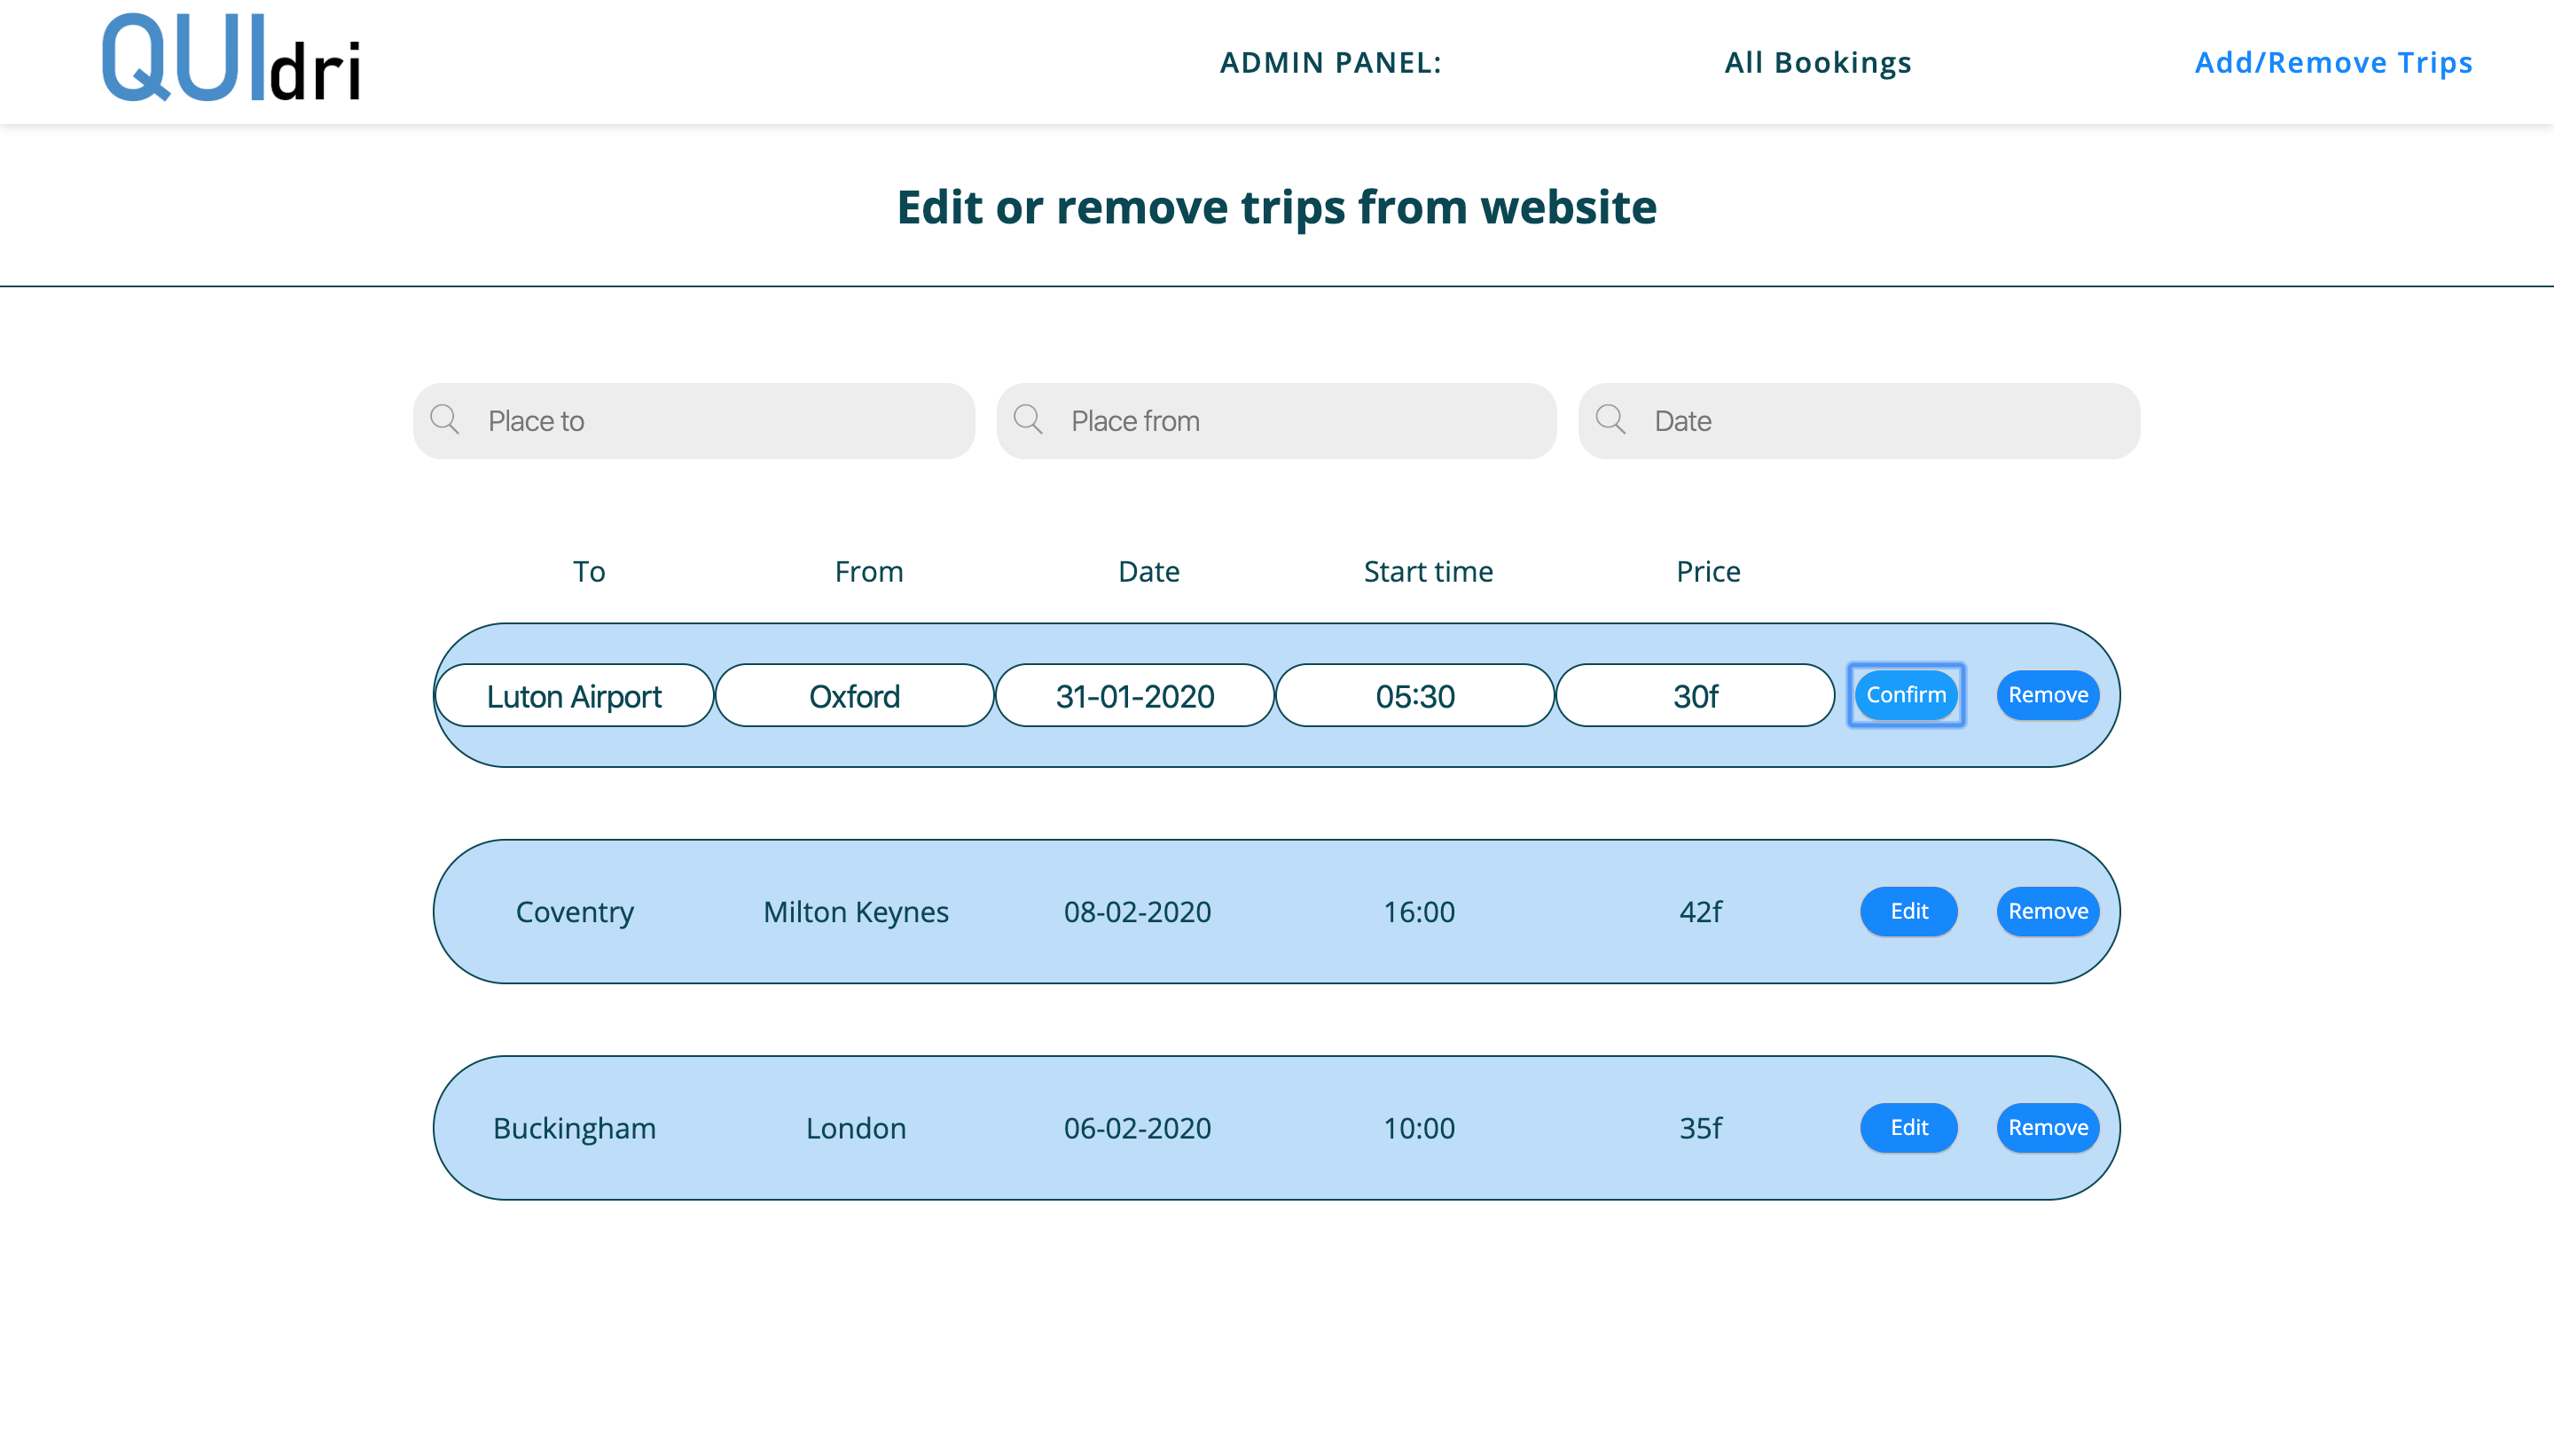 QUIdri
ADMIN PANEL: All Bookings Add/Remove Trips
Edit or remove trips from website
Place to Place from Date
To From Date Start time Price
Luton Airport Oxford 31-01-2020 05:30 30f Confirm Remove
Coventry Milton Keynes 08-02-2020 16:00 42f Edit Remove
Buckingham London 06-02-2020 10:00 35f Edit Remove